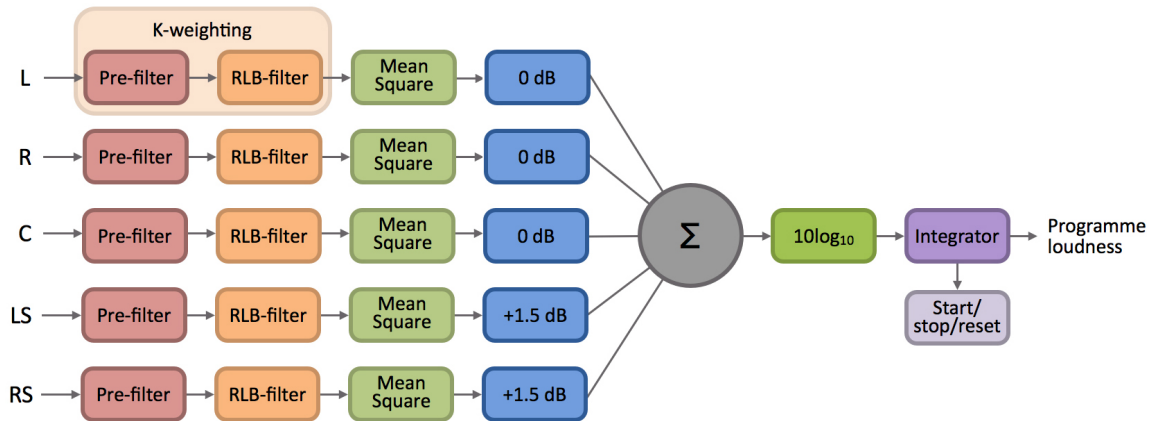 K-weighting
L
Pre-filter
RLB-filter
Mean
Square
0 dB
R
Pre-filter
RLB-filter
Mean
Square
0 dB
C
Pre-filter
RLB-filter
Mean
Square
0 dB
Σ
10log₁₀
Integrator
Programme
loudness
LS
Pre-filter
RLB-filter
Mean
Square
+1.5 dB
Start/
stop/reset
RS
Pre-filter
RLB-filter
Mean
Square
+1.5 dB